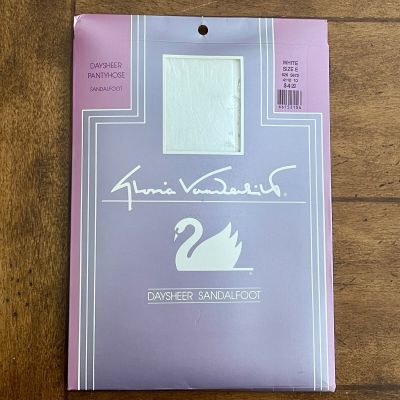 DAYSHEER
PANTYHOSE
SANDALFOOT
WHITE
SIZE E
Gloria Vanderbilt
DAYSHEER SANDALFOOT